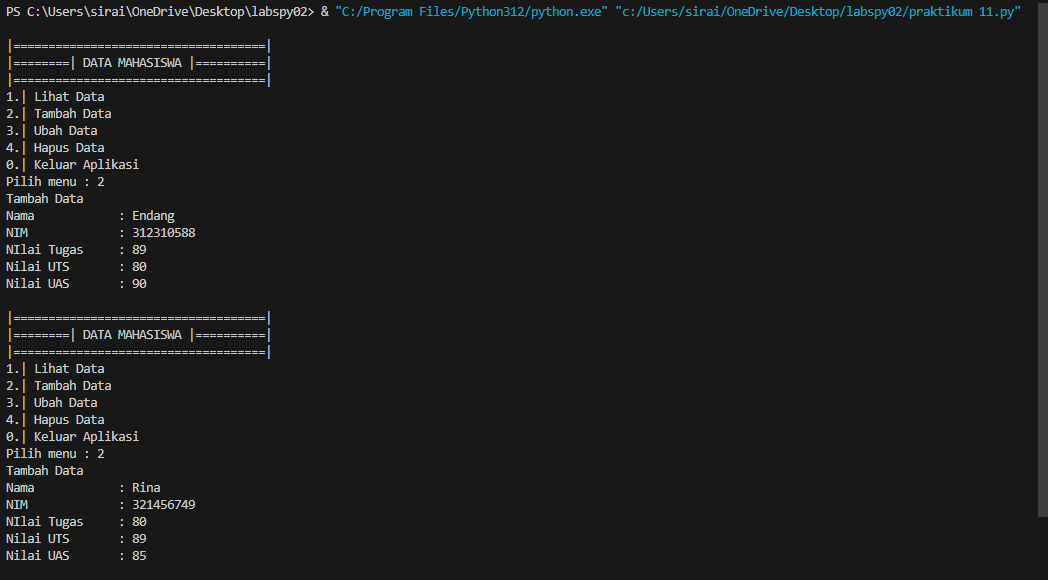 PS C:\Users\sirai\OneDrive\Desktop\labspy02> & "C:/Program Files/Python312/python.exe" "c:/Users/sirai/OneDrive/Desktop/labspy02/praktikum 11.py"

|====================================|
|========| DATA MAHASISWA |==========|
|====================================|
1.| Lihat Data
2.| Tambah Data
3.| Ubah Data
4.| Hapus Data
0.| Keluar Aplikasi
Pilih menu : 2
Tambah Data
Nama            : Endang
NIM             : 312310588
NIlai Tugas     : 89
Nilai UTS       : 80
Nilai UAS       : 90

|====================================|
|========| DATA MAHASISWA |==========|
|====================================|
1.| Lihat Data
2.| Tambah Data
3.| Ubah Data
4.| Hapus Data
0.| Keluar Aplikasi
Pilih menu : 2
Tambah Data
Nama            : Rina
NIM             : 321456749
NIlai Tugas     : 80
Nilai UTS       : 89
Nilai UAS       : 85